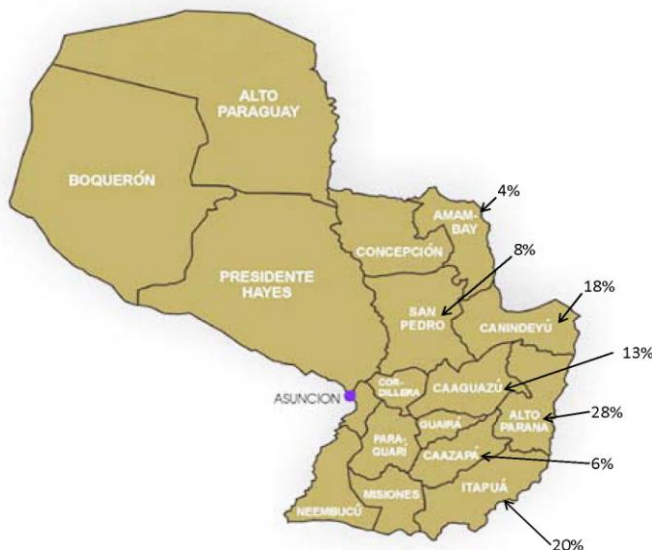 ALTO
PARAGUAY
BOQUERÓN
4%
AMAM-
BAY
CONCEPCIÓN
8%
PRESIDENTE
HAYES
18%
SAN
PEDRO
CANINDEYÚ
13%
COR-
DILLERA
CAAGUAZÚ
ASUNCION
28%
ALTO
PARANA
GUAIRÁ
PARA-
GUARÍ
CAAZAPÁ
6%
ITAPUÁ
MISIONES
NEEMBUCÚ
20%